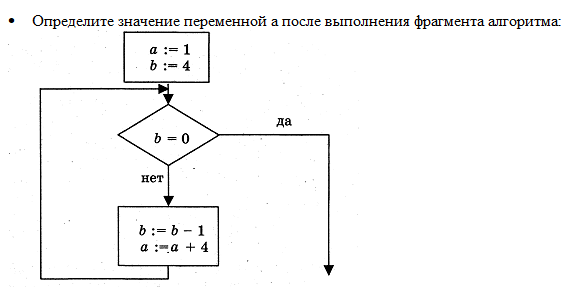 • Определите значение переменной а после выполнения фрагмента алгоритма:
a := 1
b := 4
b = 0
да
нет
b := b − 1
a := a + 4